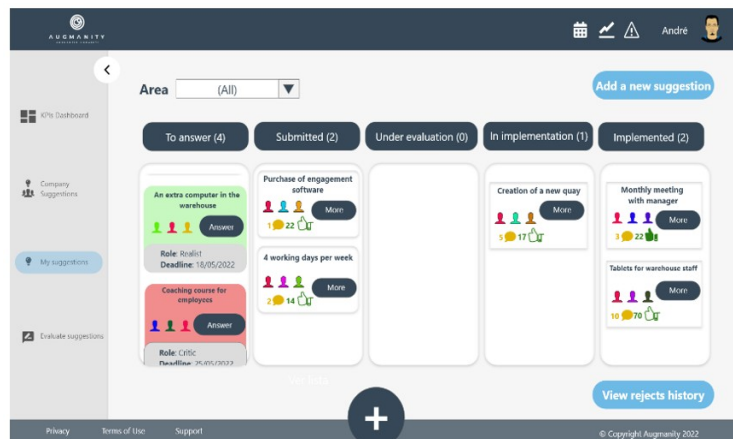 AUGMANITY
André
Area (All)
Add a new suggestion
KPIs Dashboard
Company
Suggestions
My suggestions
Evaluate suggestions
To answer (4)
Submitted (2)
Under evaluation (0)
In implementation (1)
Implemented (2)
An extra computer in the
warehouse
Answer
Role: Realist
Deadline: 18/05/2022
Coaching course for
employees
Answer
Role: Critic
Deadline: 25/05/2022
Purchase of engagement
software
More
1 22
4 working days per week
More
2 14
Creation of a new quay
More
5 17
Monthly meeting
with manager
More
3 22
Tablets for warehouse staff
More
10 70
View rejects history
+
Privacy Terms of Use Support
© Copyright Augmanity 2022